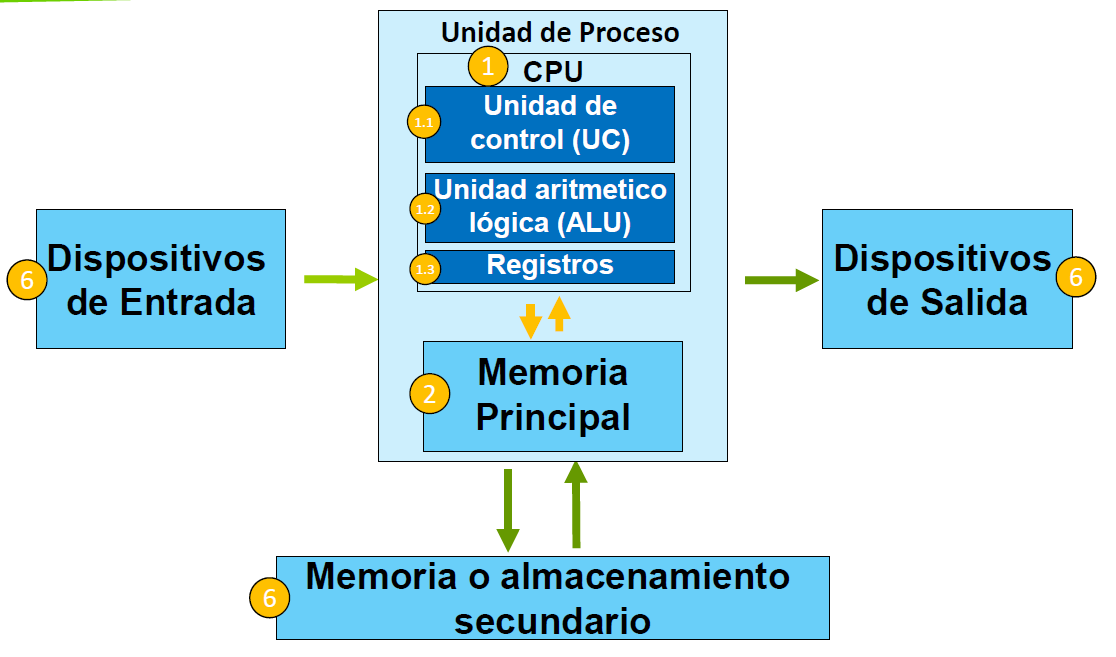 Unidad de Proceso
1
CPU
1.1
Unidad de
control (UC)
1.2
Unidad aritmetico
lógica (ALU)
1.3
Registros
6
Dispositivos
de Entrada
Dispositivos
de Salida
6
2
Memoria
Principal
6
Memoria o almacenamiento
secundario